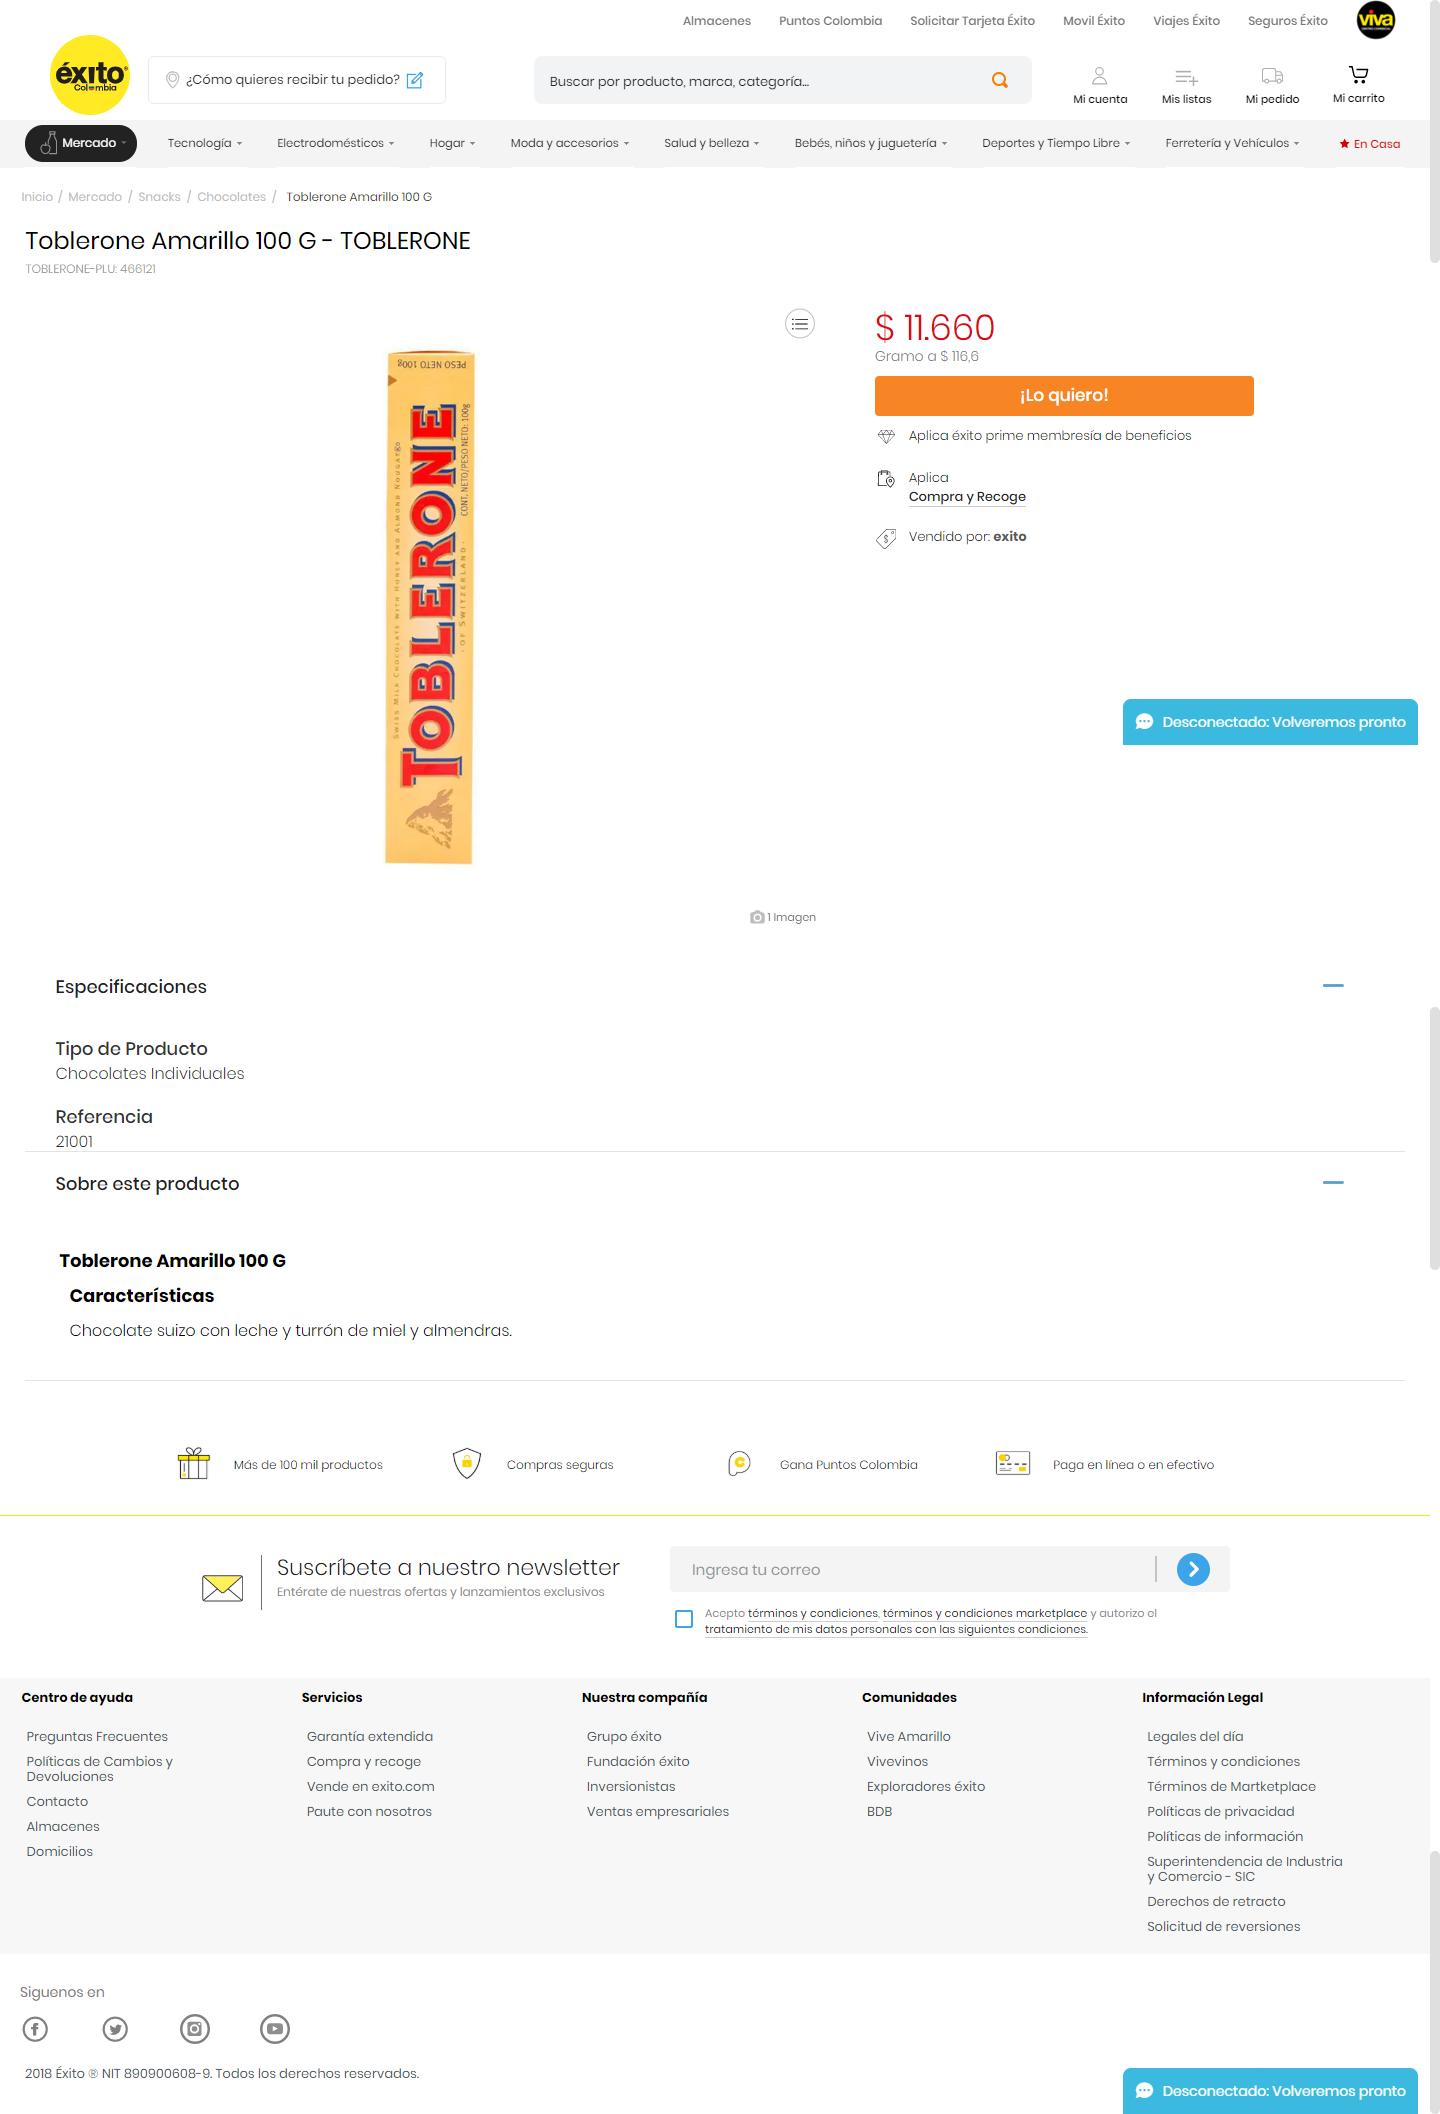 Almacenes Puntos Colombia Solicitar Tarjeta Éxito Movil Éxito Viajes Éxito Seguros Éxito viva
éxito
Colombia
¿Cómo quieres recibir tu pedido?
Buscar por producto, marca, categoría...
Mi cuenta Mis listas Mi pedido Mi carrito
Mercado Tecnología Electrodomésticos Hogar Moda y accesorios Salud y belleza Bebés, niños y juguetería Deportes y Tiempo Libre Ferretería y Vehículos En Casa
Inicio / Mercado / Snacks / Chocolates / Toblerone Amarillo 100 G
Toblerone Amarillo 100 G - TOBLERONE
TOBLERONE-PLU: 466121
PESO NETO 100g
SWISS MILK CHOCOLATE WITH HONEY AND ALMOND NOUGAT
TOBLERONE
OF SWITZERLAND
CONT. NETO/PESO NETO: 100g
$ 11.660
Gramo a $ 116,6
¡Lo quiero!
Aplica éxito prime membresía de beneficios
Aplica
Compra y Recoge
Vendido por: exito
Desconectado: Volveremos pronto
1 Imagen
Especificaciones
Tipo de Producto
Chocolates Individuales
Referencia
21001
Sobre este producto
Toblerone Amarillo 100 G
Características
Chocolate suizo con leche y turrón de miel y almendras.
Más de 100 mil productos Compras seguras Gana Puntos Colombia Paga en línea o en efectivo
Suscríbete a nuestro newsletter
Entérate de nuestras ofertas y lanzamientos exclusivos
Ingresa tu correo
Acepto términos y condiciones, términos y condiciones marketplace y autorizo el
tratamiento de mis datos personales con las siguientes condiciones.
Centro de ayuda
Preguntas Frecuentes
Políticas de Cambios y
Devoluciones
Contacto
Almacenes
Domicilios
Servicios
Garantía extendida
Compra y recoge
Vende en exito.com
Paute con nosotros
Nuestra compañía
Grupo éxito
Fundación éxito
Inversionistas
Ventas empresariales
Comunidades
Vive Amarillo
Vivevinos
Exploradores éxito
BDB
Información Legal
Legales del día
Términos y condiciones
Términos de Martketplace
Políticas de privacidad
Políticas de información
Superintendencia de Industria
y Comercio - SIC
Derechos de retracto
Solicitud de reversiones
Siguenos en
2018 Éxito ® NIT 890900608-9. Todos los derechos reservados.
Desconectado: Volveremos pronto